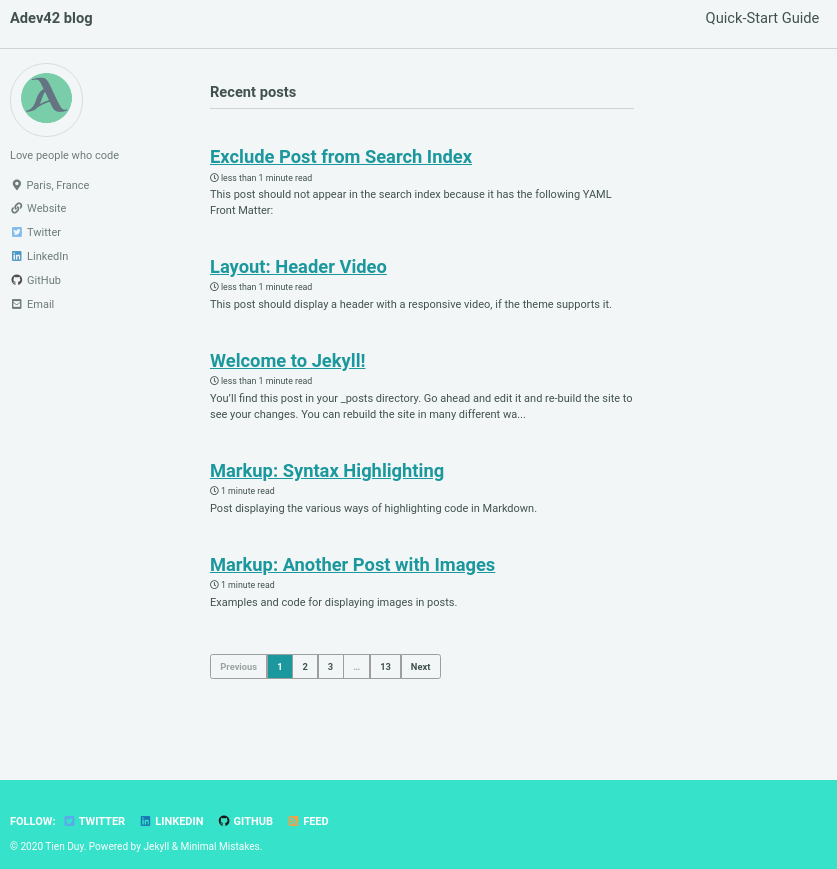 Adev42 blog
Quick-Start Guide
Love people who code
Paris, France
Website
Twitter
LinkedIn
GitHub
Email
Recent posts
Exclude Post from Search Index
less than 1 minute read
This post should not appear in the search index because it has the following YAML
Front Matter:
Layout: Header Video
less than 1 minute read
This post should display a header with a responsive video, if the theme supports it.
Welcome to Jekyll!
less than 1 minute read
You’ll find this post in your _posts directory. Go ahead and edit it and re-build the site to
see your changes. You can rebuild the site in many different wa...
Markup: Syntax Highlighting
1 minute read
Post displaying the various ways of highlighting code in Markdown.
Markup: Another Post with Images
1 minute read
Examples and code for displaying images in posts.
Previous 1 2 3 … 13 Next
FOLLOW: TWITTER LINKEDIN GITHUB FEED
© 2020 Tien Duy. Powered by Jekyll & Minimal Mistakes.